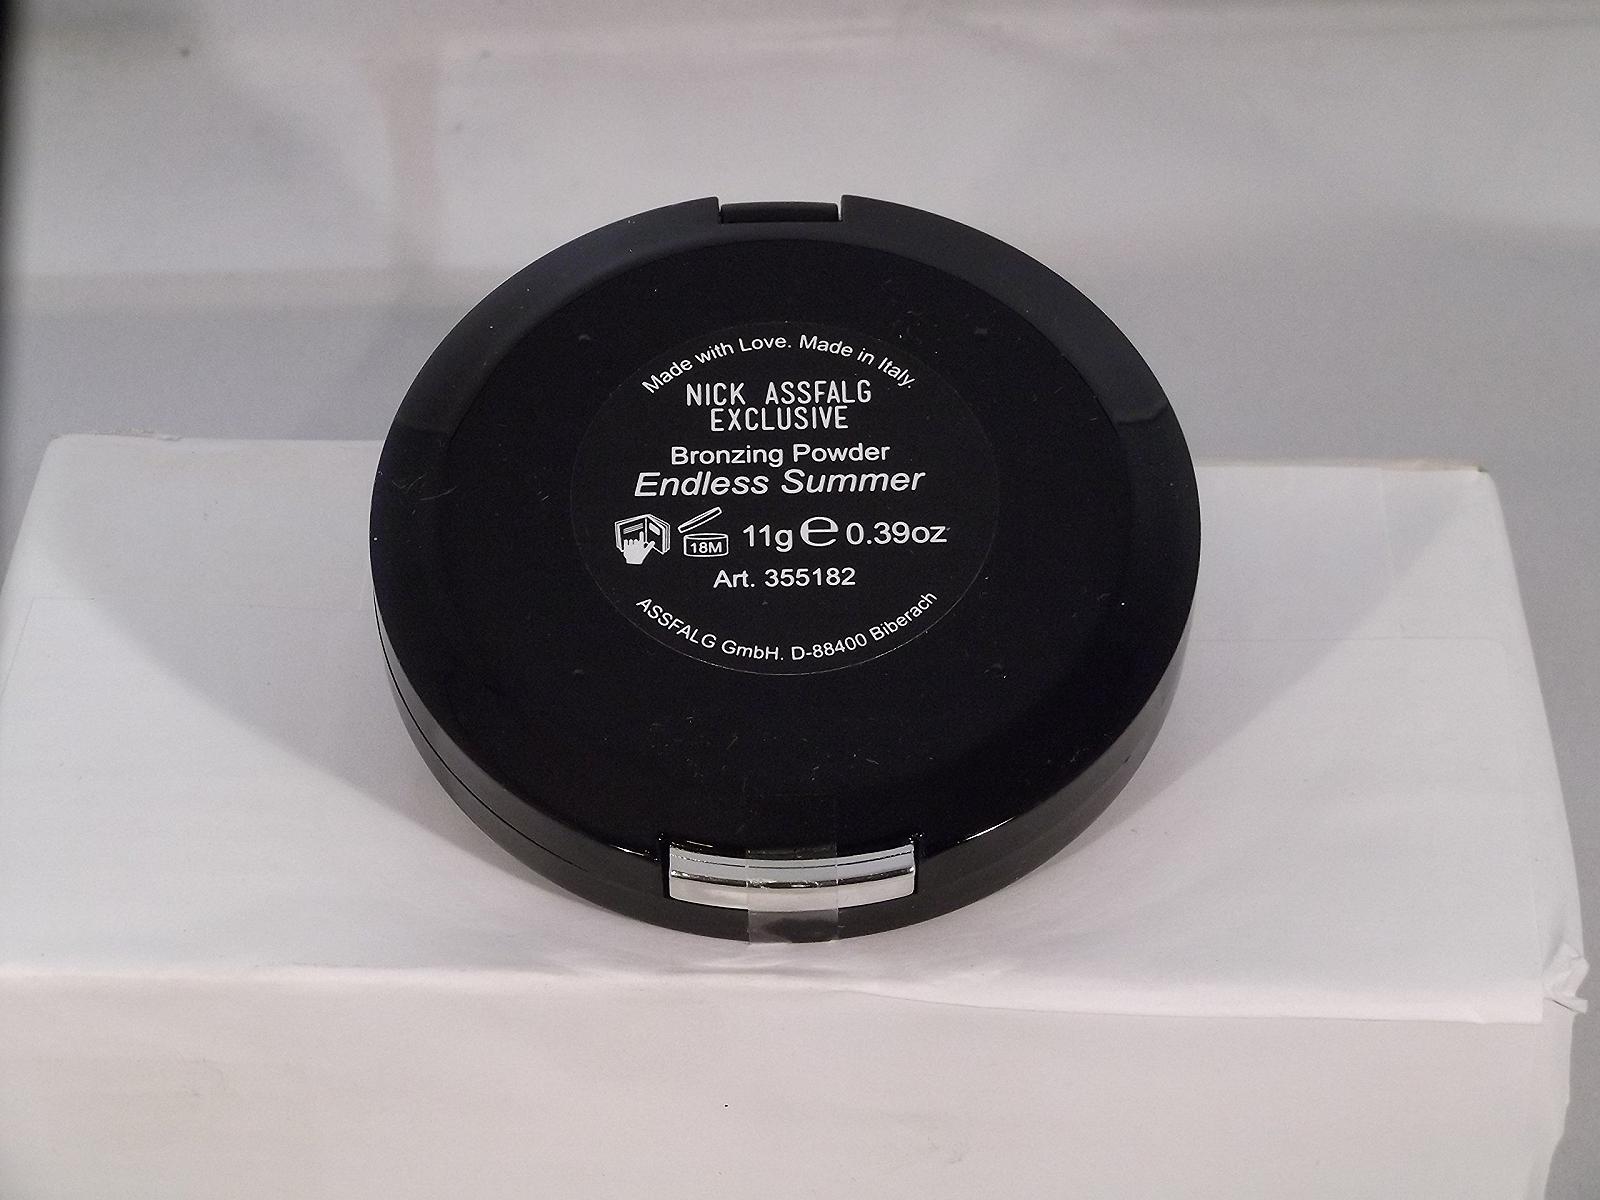 Made with Love. Made in Italy.
NICK ASSFALG
EXCLUSIVE
Bronzing Powder
Endless Summer
18M 11g e 0.39oz
Art. 355182
ASSFALG GmbH. D-88400 Biberach